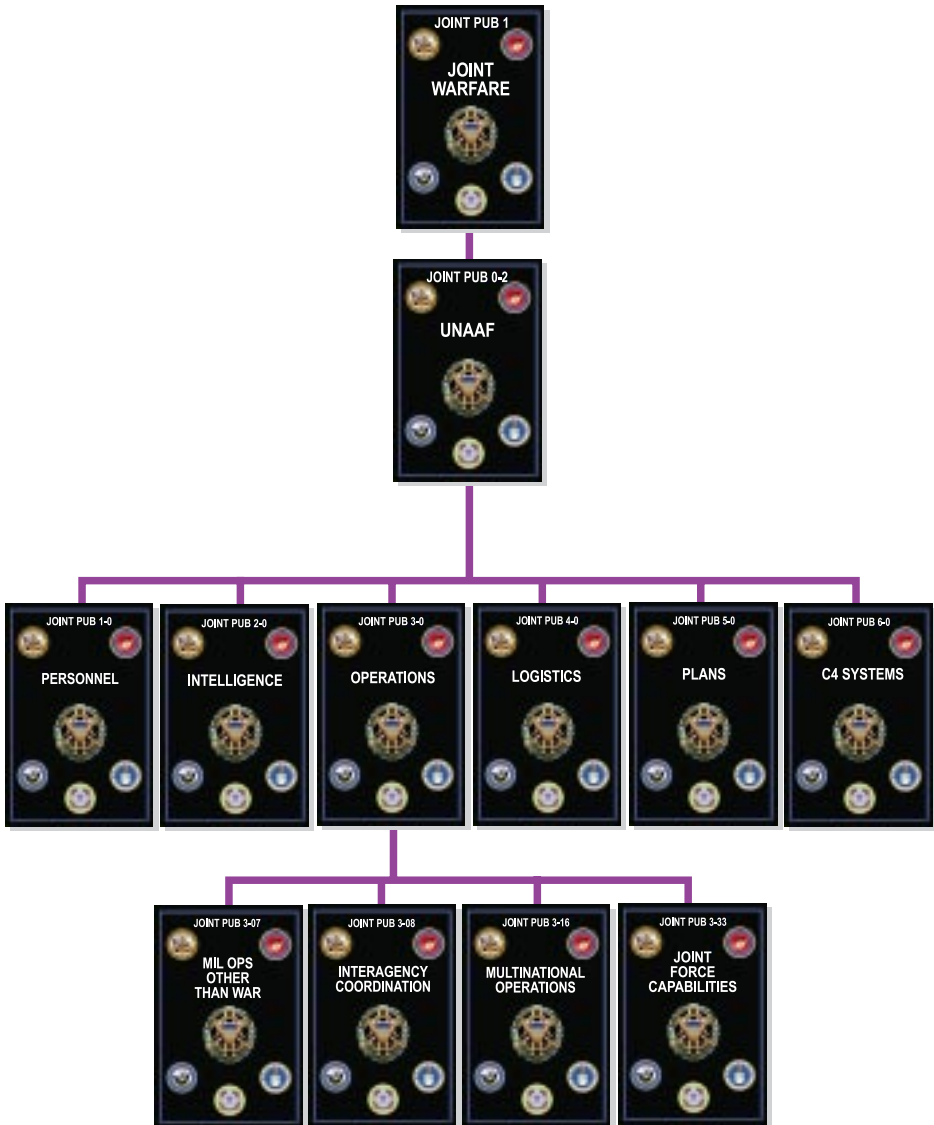 JOINT PUB 1
JOINT
WARFARE
JOINT PUB 0-2
UNAAF
JOINT PUB 1-0
PERSONNEL
JOINT PUB 2-0
INTELLIGENCE
JOINT PUB 3-0
OPERATIONS
JOINT PUB 4-0
LOGISTICS
JOINT PUB 5-0
PLANS
JOINT PUB 6-0
C4 SYSTEMS
JOINT PUB 3-07
MIL OPS
OTHER
THAN WAR
JOINT PUB 3-08
INTERAGENCY
COORDINATION
JOINT PUB 3-16
MULTINATIONAL
OPERATIONS
JOINT PUB 3-33
JOINT
FORCE
CAPABILITIES